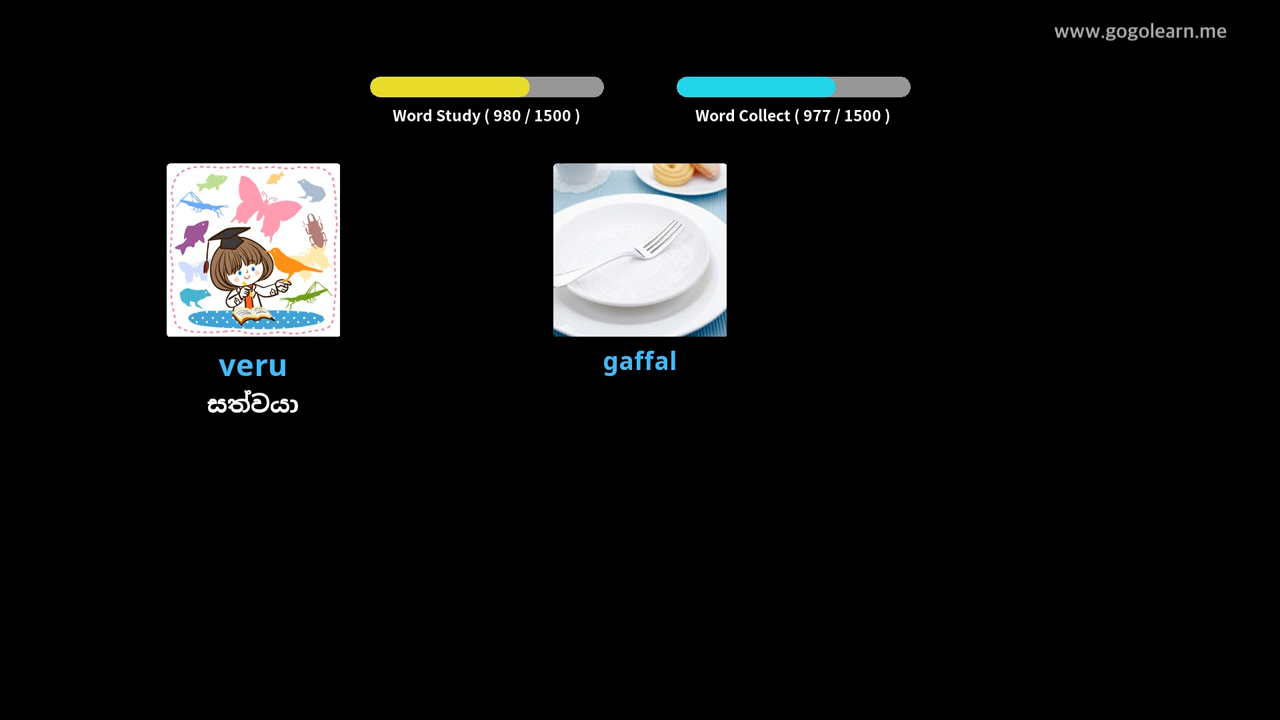 www.gogolearn.me
Word Study ( 980 / 1500 )
Word Collect ( 977 / 1500 )
veru
සත්වයා
gaffal